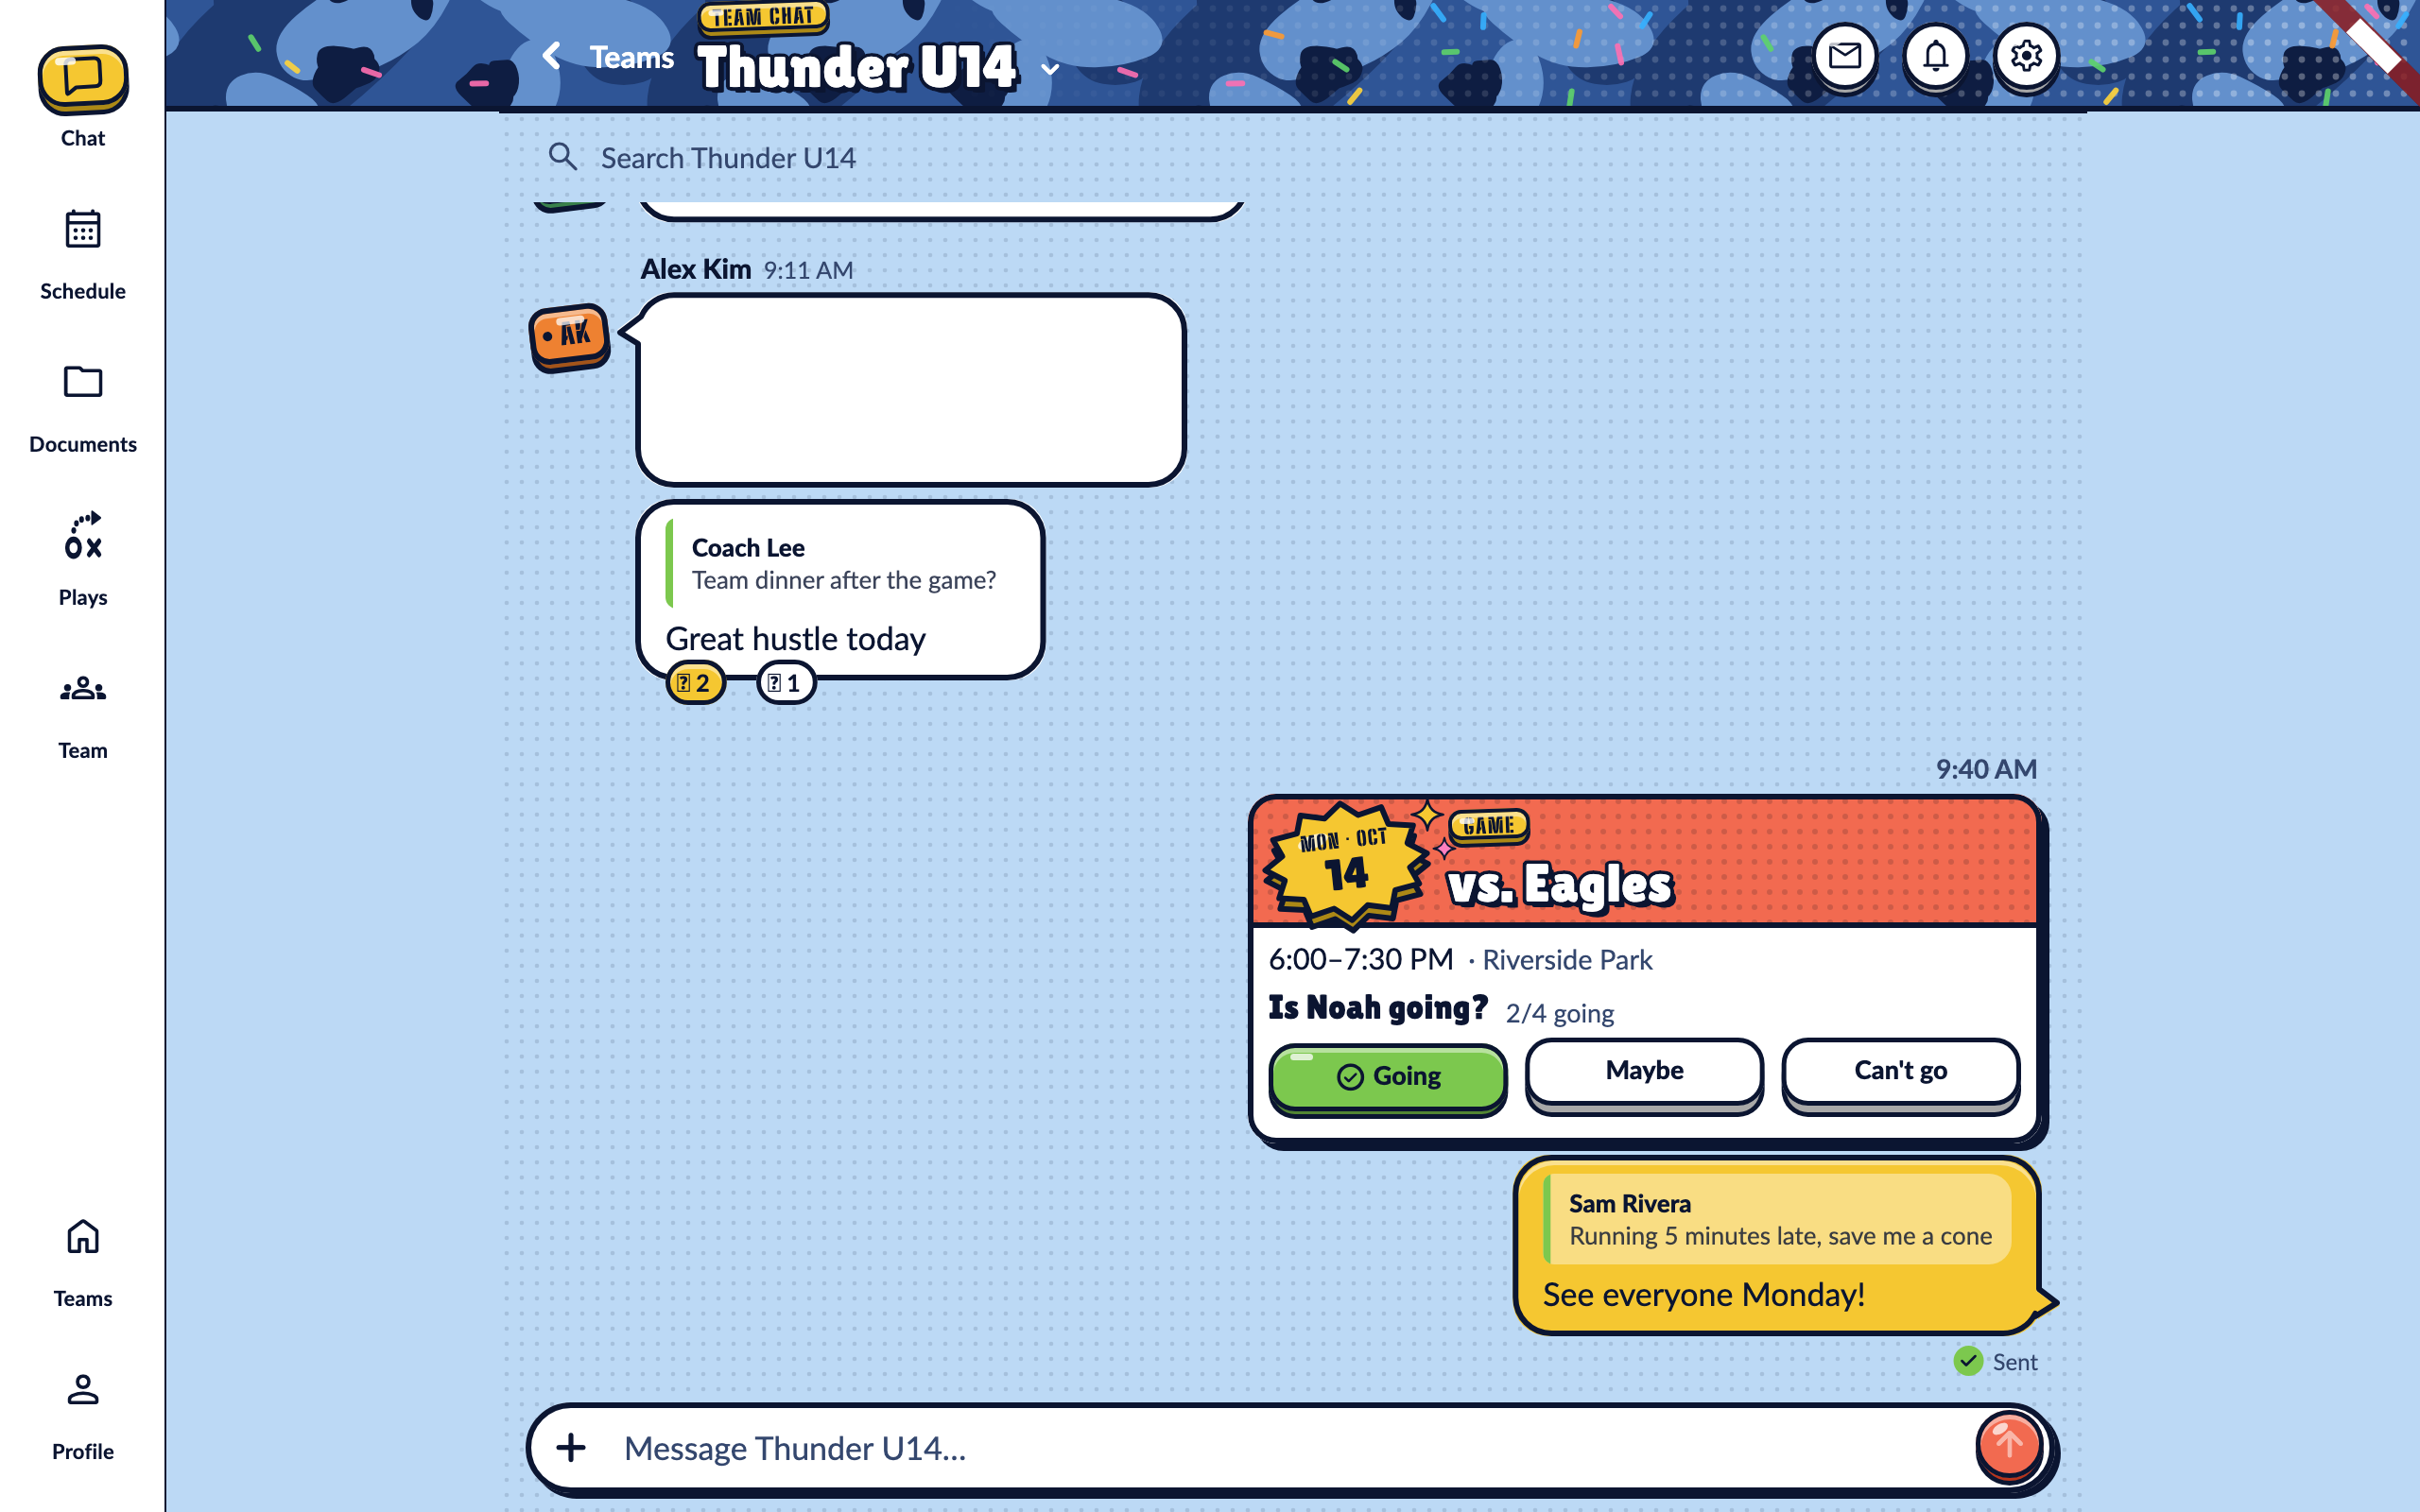 TEAM CHAT
Teams
Thunder U14
Chat
Schedule
Documents
Plays
Team
Teams
Profile
Search Thunder U14
Alex Kim 9:11 AM
• AK
Coach Lee
Team dinner after the game?
Great hustle today
2
1
9:40 AM
MON · OCT
14
GAME
vs. Eagles
6:00–7:30 PM · Riverside Park
Is Noah going? 2/4 going
Going
Maybe
Can't go
Sam Rivera
Running 5 minutes late, save me a cone
See everyone Monday!
Sent
Message Thunder U14...